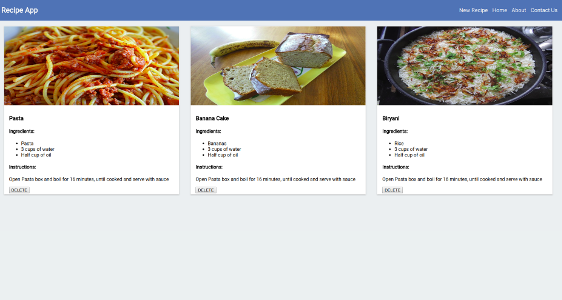 Recipe App
New Recipe Home About Contact Us
Pasta
Ingredients:
• Pasta
• 3 cups of water
• Half cup of oil
Instructions:
Open Pasta box and boil for 16 minutes, until cooked and serve with sauce
DELETE
Banana Cake
Ingredients:
• Bananas
• 3 cups of water
• Half cup of oil
Instructions:
Open Pasta box and boil for 16 minutes, until cooked and serve with sauce
DELETE
Biryani
Ingredients:
• Rice
• 3 cups of water
• Half cup of oil
Instructions:
Open Pasta box and boil for 16 minutes, until cooked and serve with sauce
DELETE